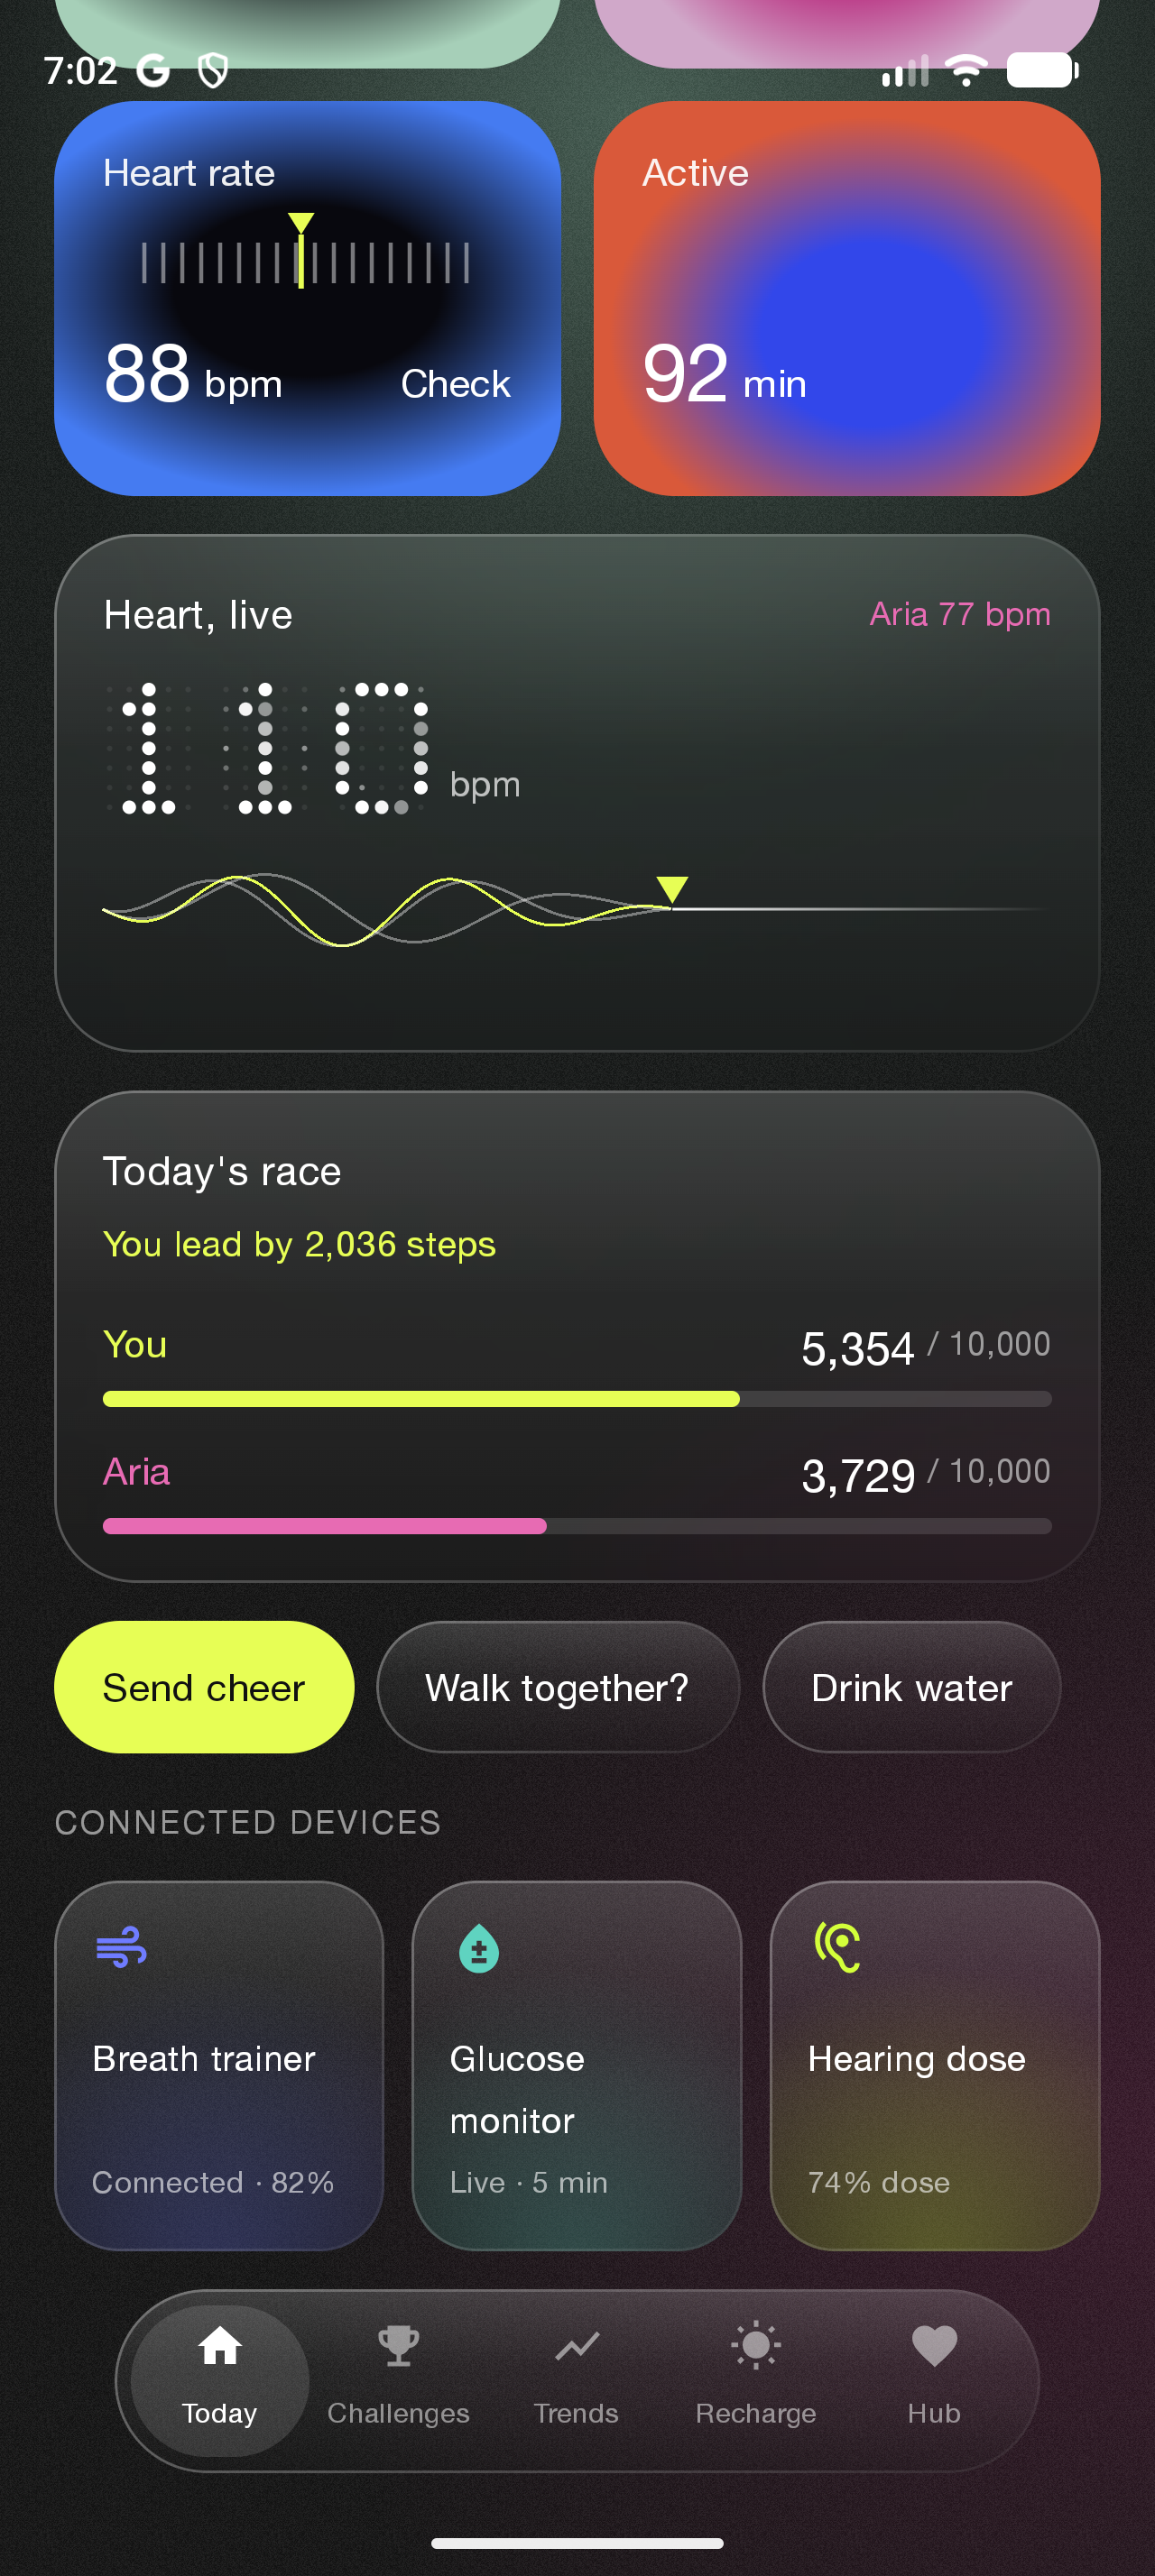 7:02
Heart rate
88 bpm
Check
Active
92 min
Heart, live
Aria 77 bpm
110 bpm
Today's race
You lead by 2,036 steps
You
5,354 / 10,000
Aria
3,729 / 10,000
Send cheer
Walk together?
Drink water
CONNECTED DEVICES
Breath trainer
Connected · 82%
Glucose
monitor
Live · 5 min
Hearing dose
74% dose
Today
Challenges
Trends
Recharge
Hub